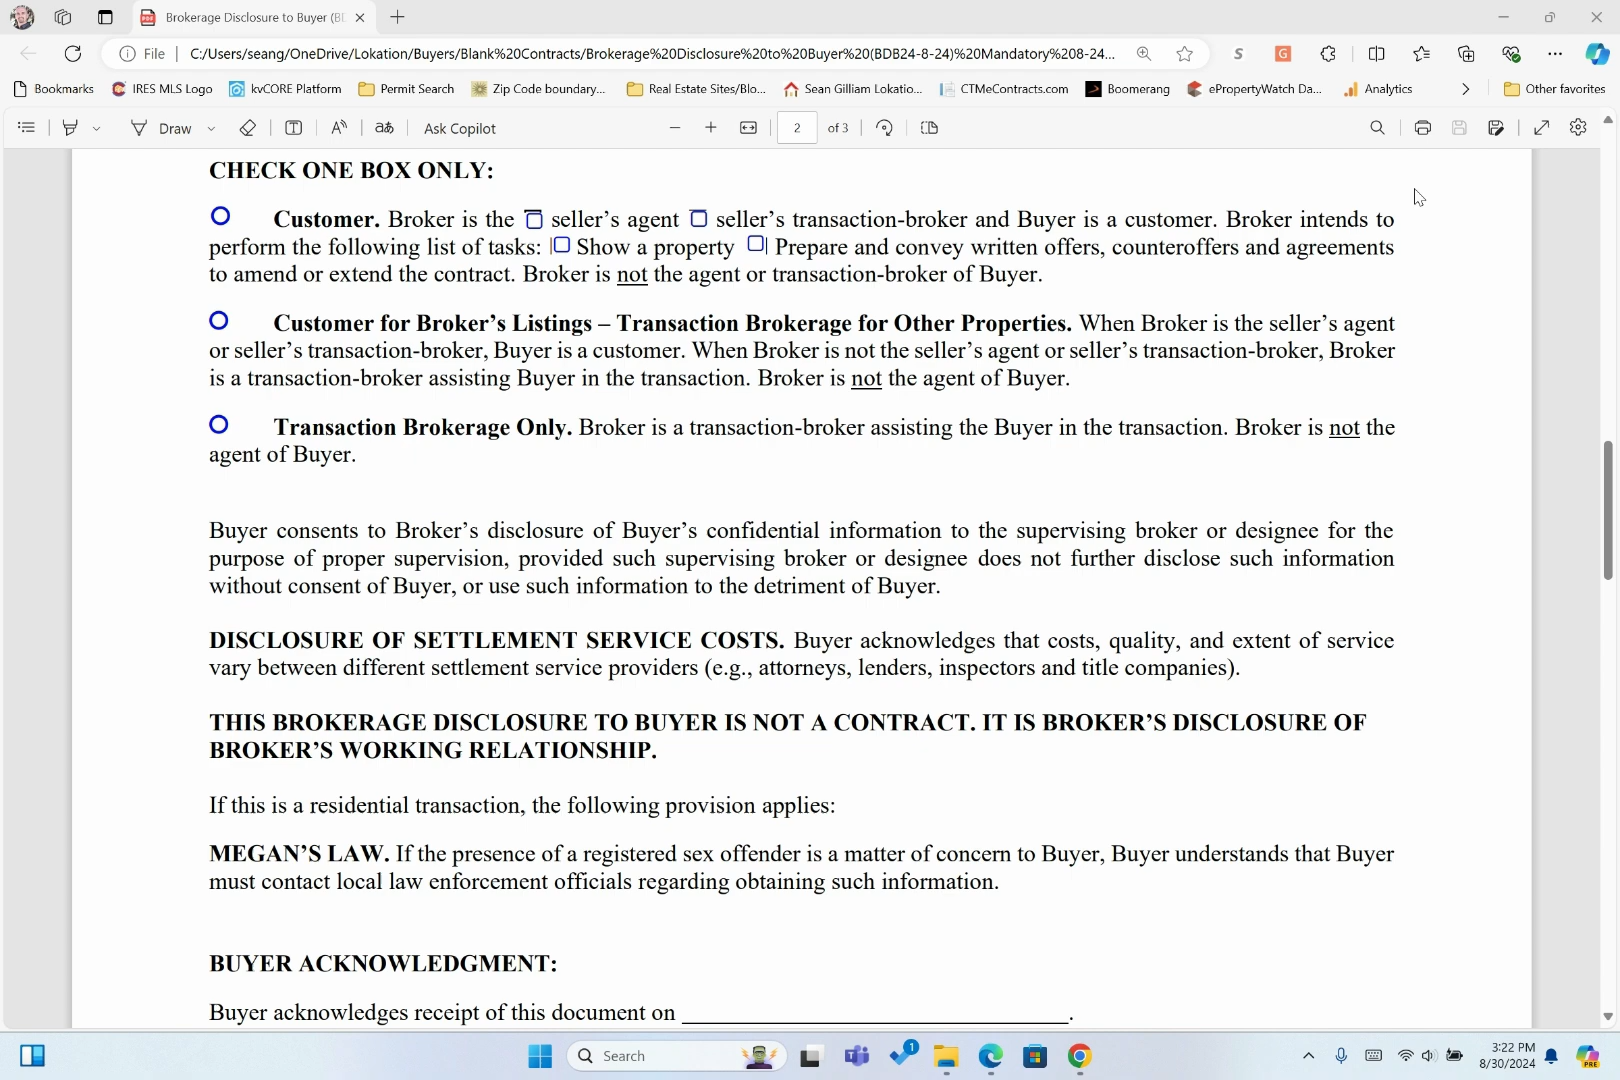 Brokerage Disclosure to Buyer (BD
File
C:/Users/seang/OneDrive/Lokation/Buyers/Blank%20Contracts/Brokerage%20Disclosure%20to%20Buyer%20(BDB24-8-24)%20Mandatory%208-24...
Bookmarks IRES MLS Logo kvCORE Platform Permit Search Zip Code boundary... Real Estate Sites/Blo... Sean Gilliam Lokatio... CTMeContracts.com Boomerang ePropertyWatch Da... Analytics Other favorites
Draw Ask Copilot 2 of 3
CHECK ONE BOX ONLY:
Customer. Broker is the seller’s agent seller’s transaction-broker and Buyer is a customer. Broker intends to
perform the following list of tasks: Show a property Prepare and convey written offers, counteroffers and agreements
to amend or extend the contract. Broker is not the agent or transaction-broker of Buyer.
Customer for Broker’s Listings – Transaction Brokerage for Other Properties. When Broker is the seller’s agent
or seller’s transaction-broker, Buyer is a customer. When Broker is not the seller’s agent or seller’s transaction-broker, Broker
is a transaction-broker assisting Buyer in the transaction. Broker is not the agent of Buyer.
Transaction Brokerage Only. Broker is a transaction-broker assisting the Buyer in the transaction. Broker is not the
agent of Buyer.
Buyer consents to Broker’s disclosure of Buyer’s confidential information to the supervising broker or designee for the
purpose of proper supervision, provided such supervising broker or designee does not further disclose such information
without consent of Buyer, or use such information to the detriment of Buyer.
DISCLOSURE OF SETTLEMENT SERVICE COSTS. Buyer acknowledges that costs, quality, and extent of service
vary between different settlement service providers (e.g., attorneys, lenders, inspectors and title companies).
THIS BROKERAGE DISCLOSURE TO BUYER IS NOT A CONTRACT. IT IS BROKER’S DISCLOSURE OF
BROKER’S WORKING RELATIONSHIP.
If this is a residential transaction, the following provision applies:
MEGAN’S LAW. If the presence of a registered sex offender is a matter of concern to Buyer, Buyer understands that Buyer
must contact local law enforcement officials regarding obtaining such information.
BUYER ACKNOWLEDGMENT:
Buyer acknowledges receipt of this document on ________________________________.
Search 1 3:22 PM
8/30/2024